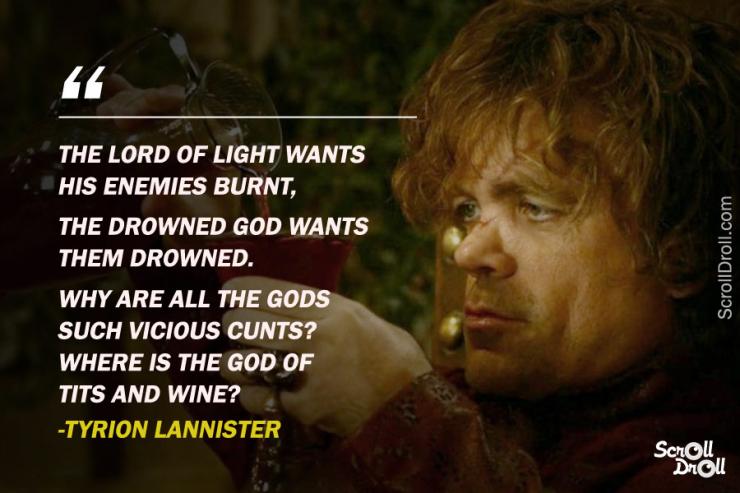 “
THE LORD OF LIGHT WANTS
HIS ENEMIES BURNT,
THE DROWNED GOD WANTS
THEM DROWNED.
WHY ARE ALL THE GODS
SUCH VICIOUS CUNTS?
WHERE IS THE GOD OF
TITS AND WINE?
-TYRION LANNISTER
ScrollDroll.com
Scroll
Droll